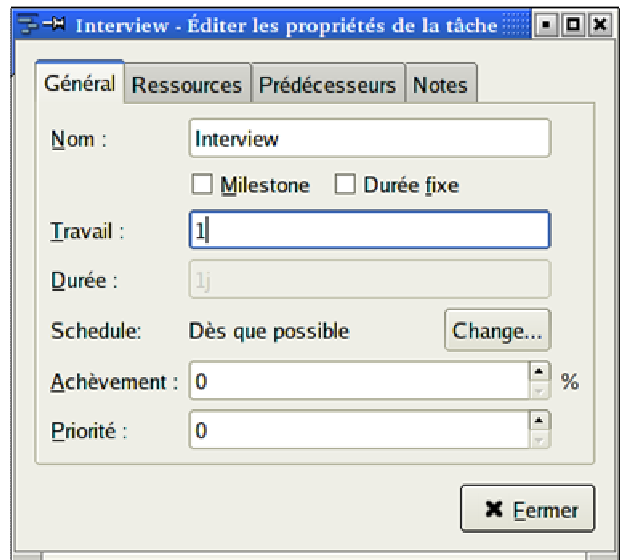 Interview - Éditer les propriétés de la tâche
Général Ressources Prédécesseurs Notes
Nom : Interview
Milestone Durée fixe
Travail : 1
Durée : 1j
Schedule: Dès que possible Change...
Achèvement : 0 %
Priorité : 0
Fermer